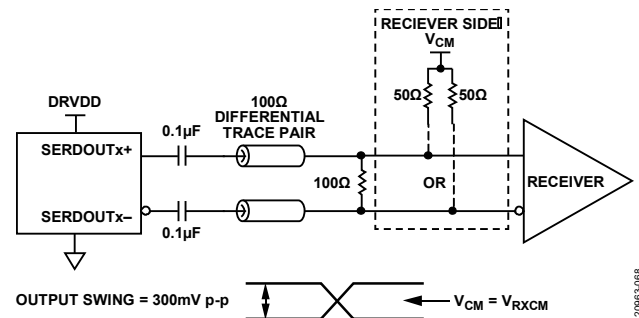 RECIEVER SIDE
VCM
50Ω 50Ω
DRVDD
100Ω
DIFFERENTIAL
TRACE PAIR
0.1µF
SERDOUTx+
100Ω
OR
RECEIVER
SERDOUTx–
0.1µF
OUTPUT SWING = 300mV p-p
VCM = VRXCM
20963-068